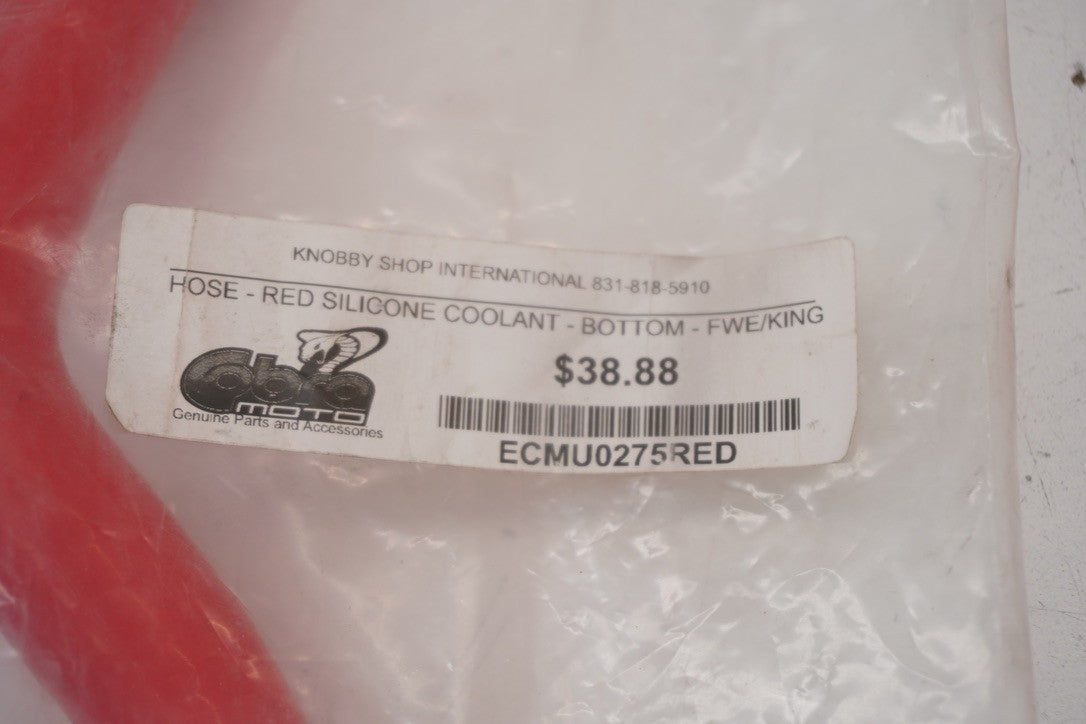 KNOBBY SHOP INTERNATIONAL 831-818-5910
HOSE - RED SILICONE COOLANT - BOTTOM - FWE/KING
$38.88
Cobra
MOTO
Genuine Parts and Accessories
ECMU0275RED